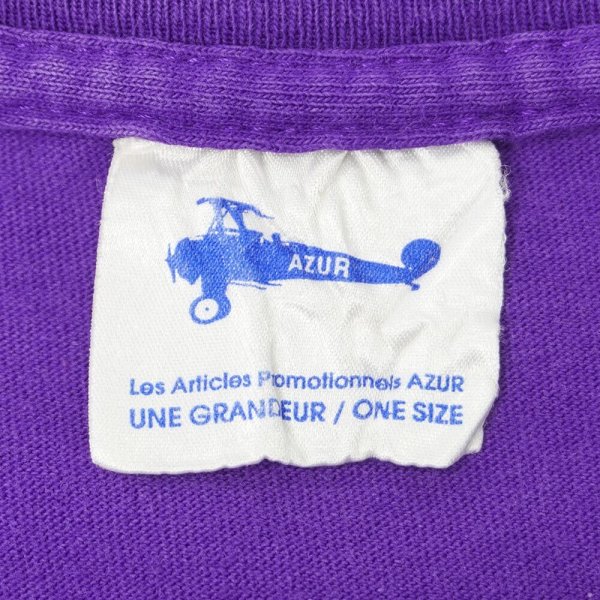 AZUR
Les Articles Promotionnels AZUR
UNE GRANDEUR / ONE SIZE